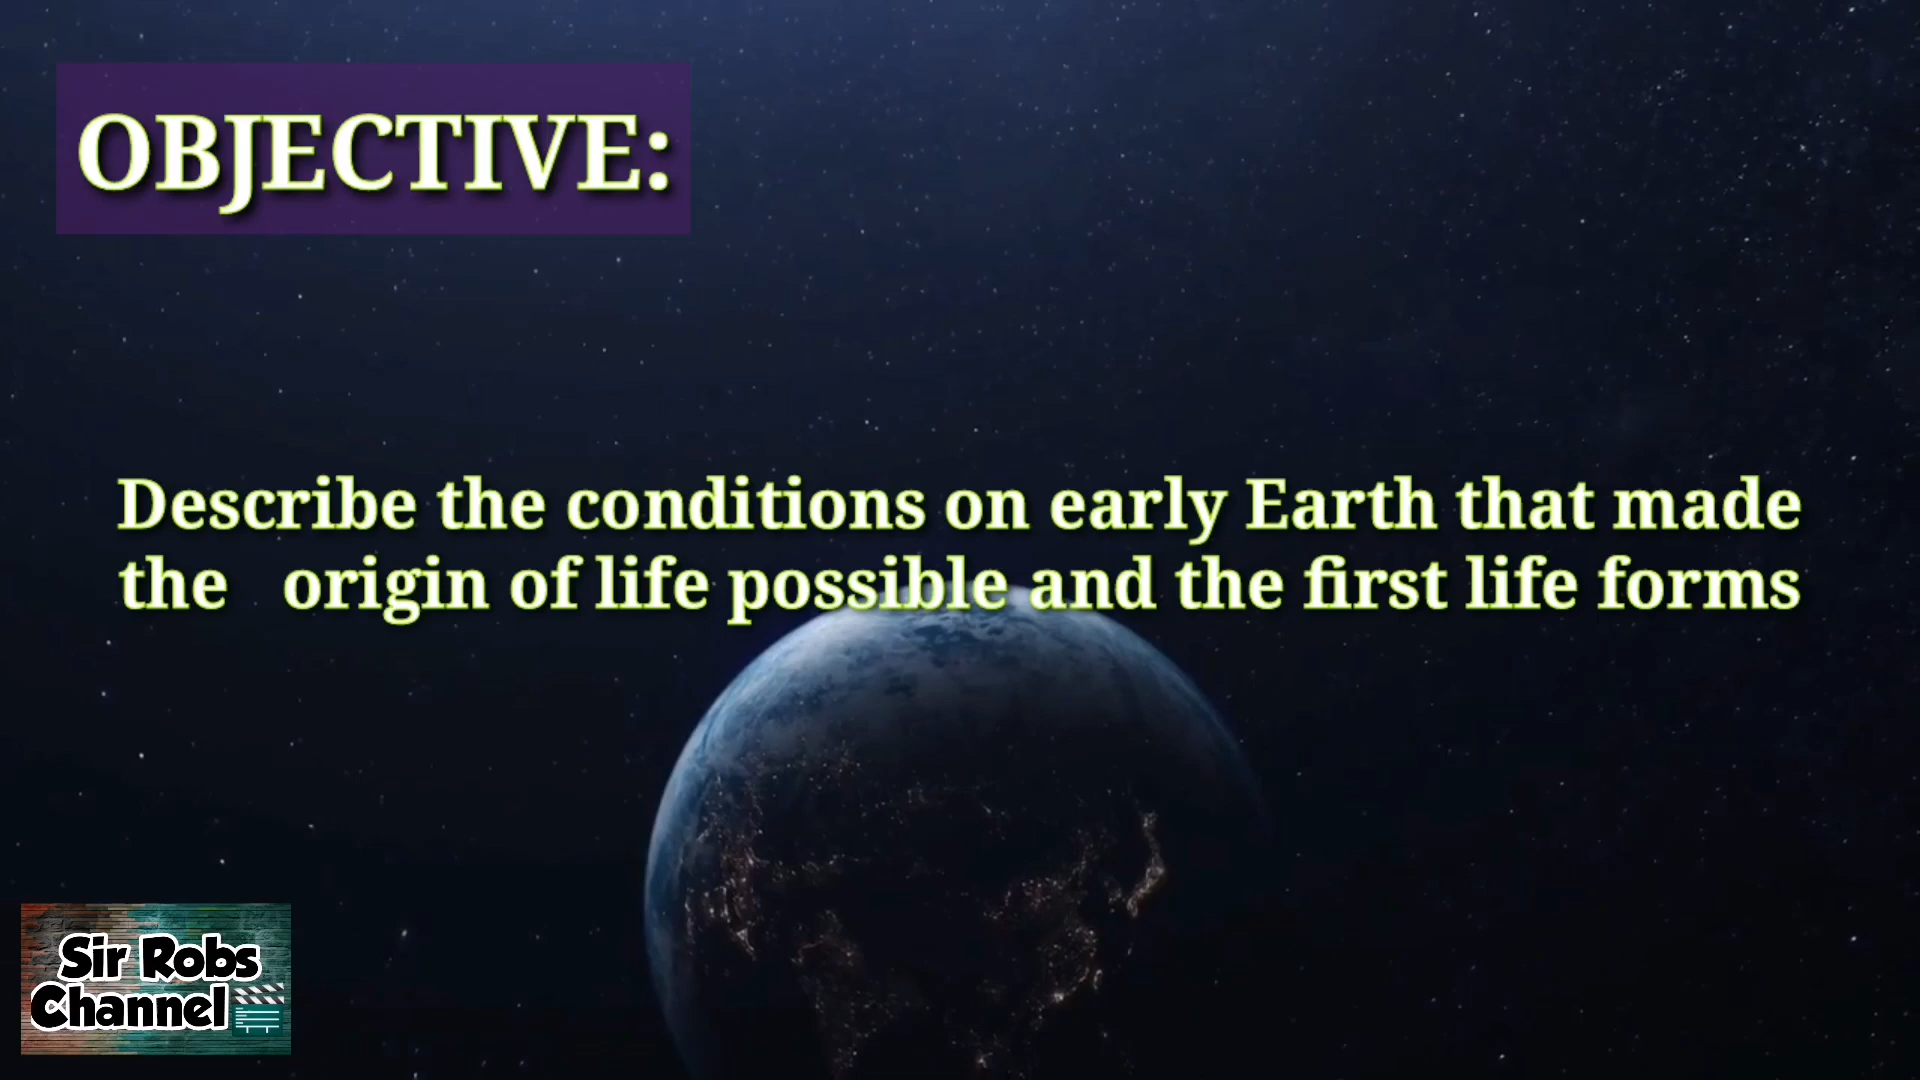 OBJECTIVE:
Describe the conditions on early Earth that made
the origin of life possible and the first life forms
Sir Robs
Channel